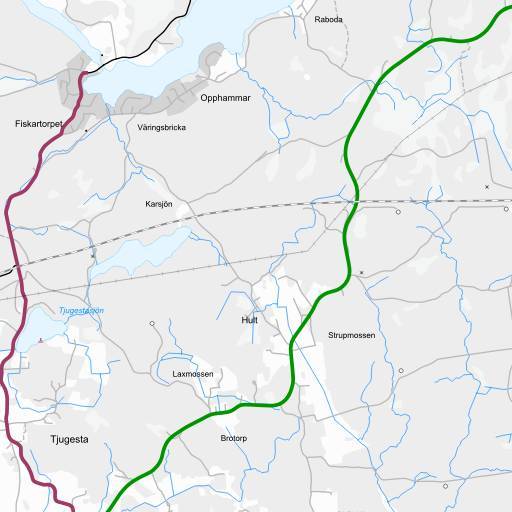 Raboda
Opphammar
Fiskartorpet
Väringsbricka
Karsjön
Tjugestasjön
Hult
Strupmossen
Laxmossen
Tjugesta
Brotorp